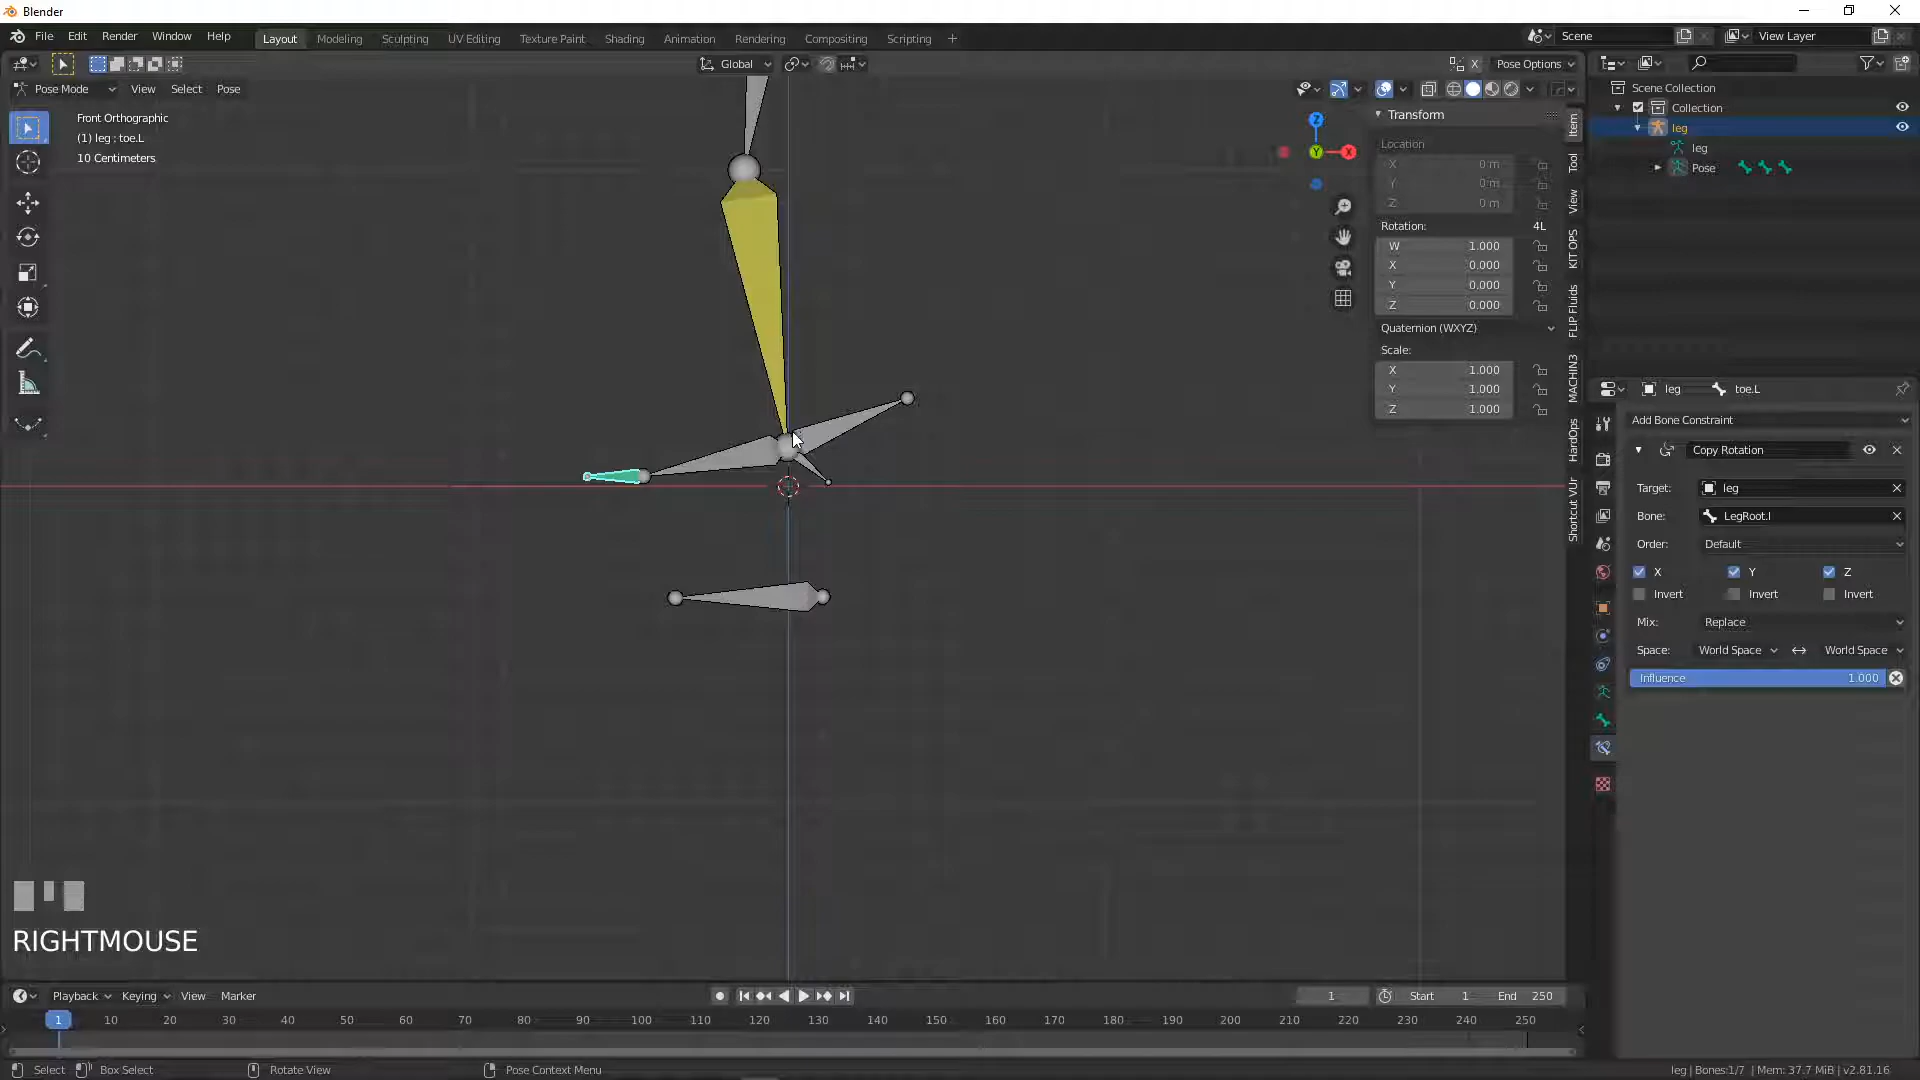 Blender
File Edit Render Window Help Layout Modeling Sculpting UV Editing Texture Paint Shading Animation Rendering Compositing Scripting Scene View Layer
Global Pose Options
Pose Mode View Select Pose
Front Orthographic
(1) leg : toe.L
10 Centimeters
Transform
Location
X 0 m
Y 0 m
Z 0 m
Rotation: 4L
W 1.000
X 0.000
Y 0.000
Z 0.000
Quaternion (WXYZ)
Scale:
X 1.000
Y 1.000
Z 1.000
Item
Tool
View
KIT OPS
FLIP Fluids
MACHIN3
HardOps
Shortcut VUr
Z
Y
X
Scene Collection
Collection
leg
leg
Pose
leg toe.L
Add Bone Constraint
Copy Rotation
Target: leg
Bone: LegRoot.l
Order: Default
X Y Z
Invert Invert Invert
Mix: Replace
Space: World Space World Space
Influence 1.000
RIGHTMOUSE
Playback Keying View Marker 1 Start 1 End 250
1 10 20 30 40 50 60 70 80 90 100 110 120 130 140 150 160 170 180 190 200 210 220 230 240 250
Select Box Select Rotate View Pose Context Menu leg | Bones:1/7 | Mem: 37.7 MiB | v2.81.16